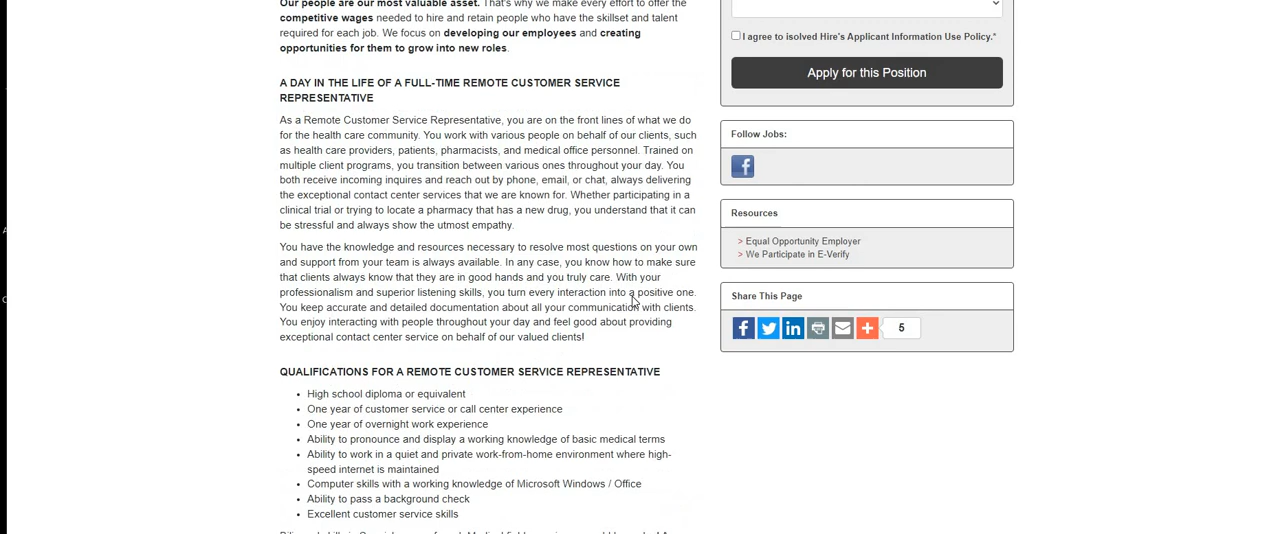 Our people are our most valuable asset. That's why we make every effort to offer the
competitive wages needed to hire and retain people who have the skillset and talent
required for each job. We focus on developing our employees and creating
opportunities for them to grow into new roles.
A DAY IN THE LIFE OF A FULL-TIME REMOTE CUSTOMER SERVICE
REPRESENTATIVE
As a Remote Customer Service Representative, you are on the front lines of what we do
for the health care community. You work with various people on behalf of our clients, such
as health care providers, patients, pharmacists, and medical office personnel. Trained on
multiple client programs, you transition between various ones throughout your day. You
both receive incoming inquires and reach out by phone, email, or chat, always delivering
the exceptional contact center services that we are known for. Whether participating in a
clinical trial or trying to locate a pharmacy that has a new drug, you understand that it can
be stressful and always show the utmost empathy.
You have the knowledge and resources necessary to resolve most questions on your own
and support from your team is always available. In any case, you know how to make sure
that clients always know that they are in good hands and you truly care. With your
professionalism and superior listening skills, you turn every interaction into a positive one.
You keep accurate and detailed documentation about all your communication with clients.
You enjoy interacting with people throughout your day and feel good about providing
exceptional contact center service on behalf of our valued clients!
QUALIFICATIONS FOR A REMOTE CUSTOMER SERVICE REPRESENTATIVE
High school diploma or equivalent
One year of customer service or call center experience
One year of overnight work experience
Ability to pronounce and display a working knowledge of basic medical terms
Ability to work in a quiet and private work-from-home environment where high-
speed internet is maintained
Computer skills with a working knowledge of Microsoft Windows / Office
Ability to pass a background check
Excellent customer service skills
I agree to isolved Hire's Applicant Information Use Policy.*
Apply for this Position
Follow Jobs:
Resources
> Equal Opportunity Employer
> We Participate in E-Verify
Share This Page
5